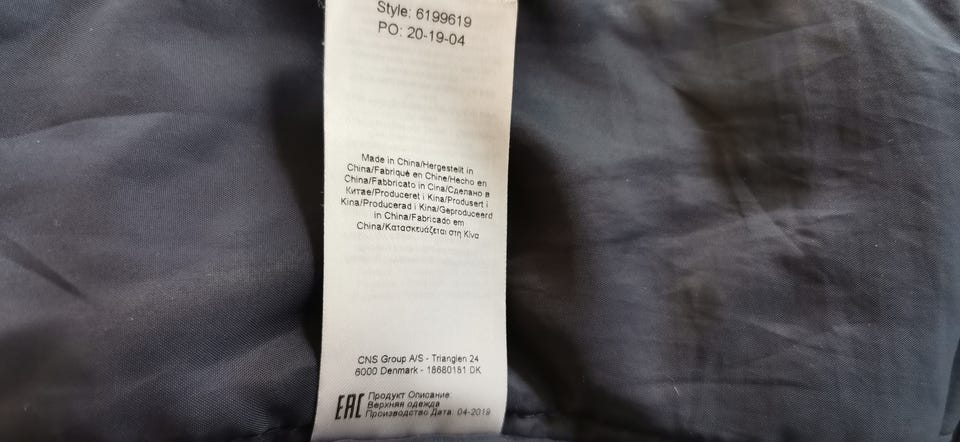 Style: 6199619
PO: 20-19-04
Made in China/Hergestellt in
China/Fabriqué en Chine/Hecho en
China/Fabbricato in Cina/Сделано в
Китае/Produceret i Kina/Produsert i
Kina/Producerad i Kina/Geproduceerd
in China/Fabricado em
China/Κατασκευάζεται στη Κίνα
CNS Group A/S - Trianglen 24
6000 Denmark - 18680181 DK
EAC Продукт Описание:
Верхняя одежда
Производство Дата: 04-2019